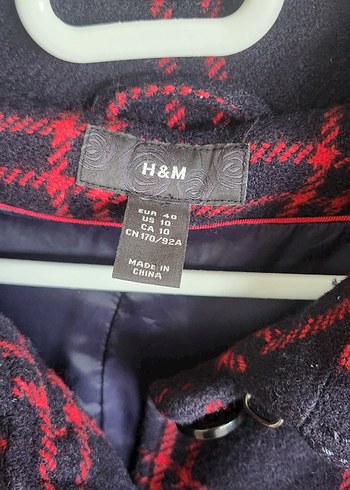 H&M
EUR 40
US 10
CA 10
CN 170/92A
MADE IN
CHINA